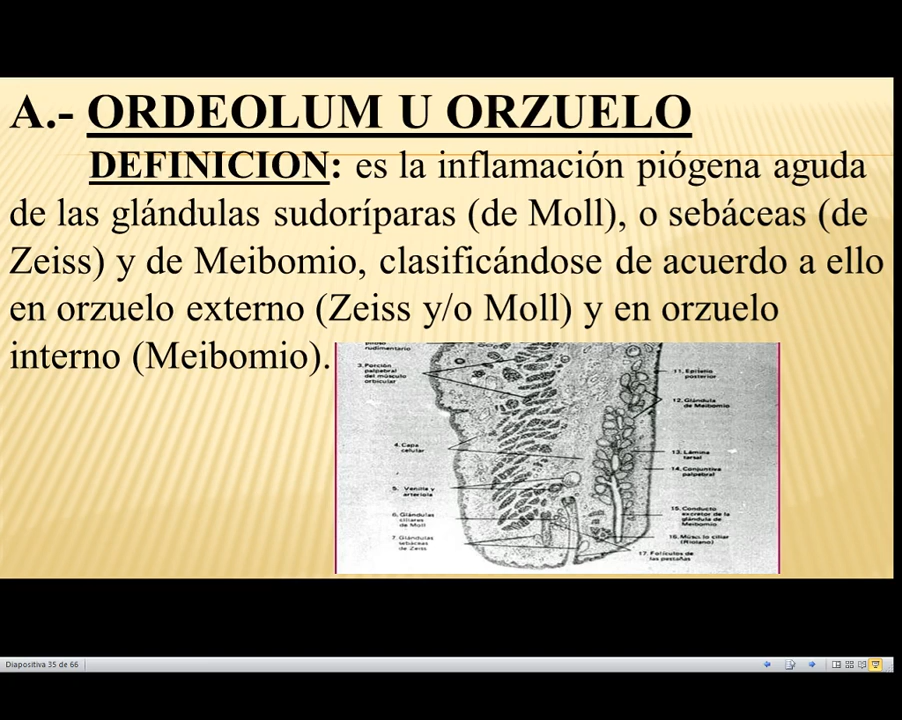 A.- ORDEOLUM U ORZUELO
DEFINICION: es la inflamación piógena aguda
de las glándulas sudoríparas (de Moll), o sebáceas (de
Zeiss) y de Meibomio, clasificándose de acuerdo a ello
en orzuelo externo (Zeiss y/o Moll) y en orzuelo
interno (Meibomio).
rudimentario
3. Porción
palpebral
del músculo
orbicular
4. Capa
celular
5. Venilla y
arteriola
6. Glándulas
ciliares
de Moll
7. Glándulas
sebáceas
de Zeiss
11. Epitelio
posterior
12. Glándula
de Meibomio
13. Lámina
tarsal
14. Conjuntiva
palpebral
15. Conducto
excretor de la
glándula de
Meibomio
16. Músculo ciliar
(Riolano)
17. Folículos de
las pestañas
Diapositiva 35 de 66